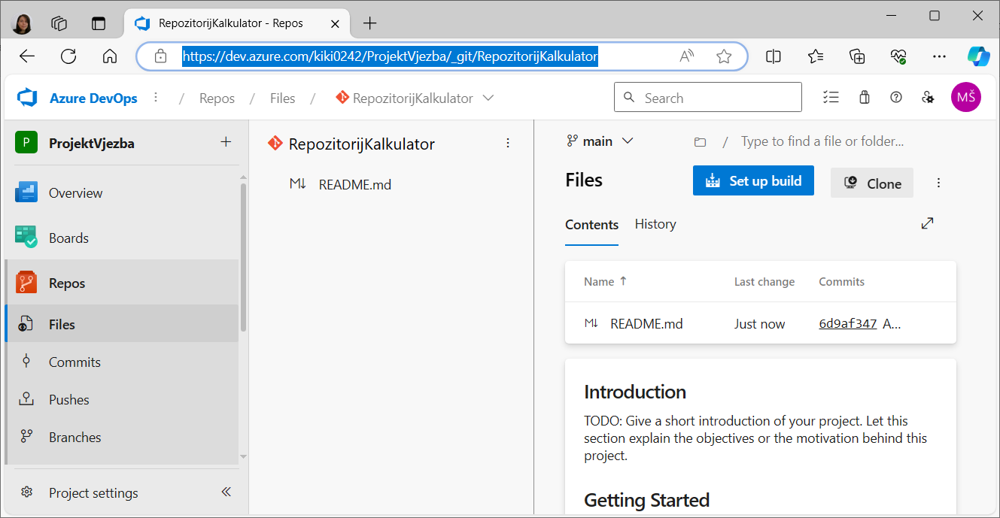 RepozitorijKalkulator - Repos
https://dev.azure.com/kiki0242/ProjektVjezba/_git/RepozitorijKalkulator
Azure DevOps / Repos / Files / RepozitorijKalkulator
Search
MŠ
P ProjektVjezba
Overview
Boards
Repos
Files
Commits
Pushes
Branches
Project settings
RepozitorijKalkulator
M↓ README.md
main
/ Type to find a file or folder...
Files
Set up build
Clone
Contents
History
Name ↑ Last change Commits
M↓ README.md Just now 6d9af347 A...
Introduction
TODO: Give a short introduction of your project. Let this
section explain the objectives or the motivation behind this
project.
Getting Started